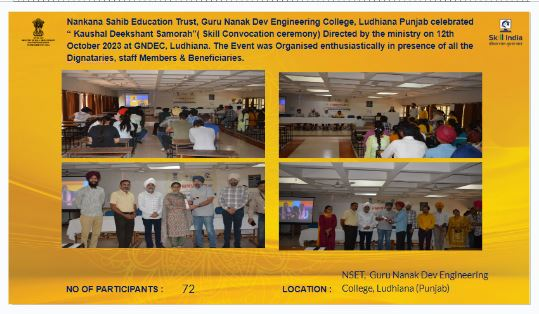 Nankana Sahib Education Trust, Guru Nanak Dev Engineering College, Ludhiana Punjab celebrated
“ Kaushal Deekshant Samorah”( Skill Convocation ceremony) Directed by the ministry on 12th
October 2023 at GNDEC, Ludhiana. The Event was Organised enthusiastically in presence of all the
Dignataries, staff Members & Beneficiaries.
Skill India
NO OF PARTICIPANTS : 72
LOCATION : NSET, Guru Nanak Dev Engineering
College, Ludhiana (Punjab)